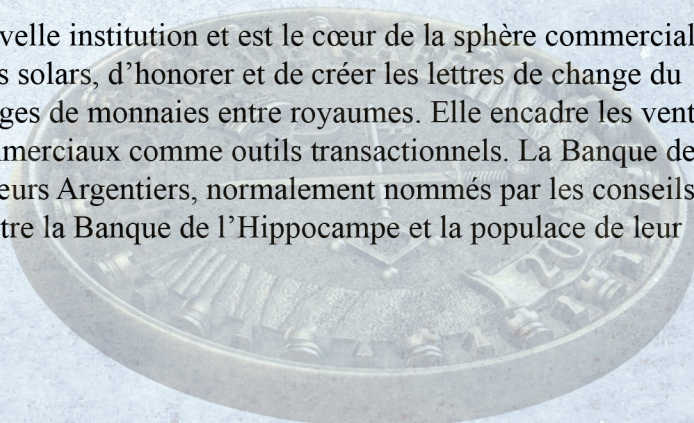 velle institution et est le cœur de la sphère commercial
s solars, d’honorer et de créer les lettres de change du
ges de monnaies entre royaumes. Elle encadre les vent
merciaux comme outils transactionnels. La Banque de
eurs Argentiers, normalement nommés par les conseils
tre la Banque de l’Hippocampe et la populace de leur